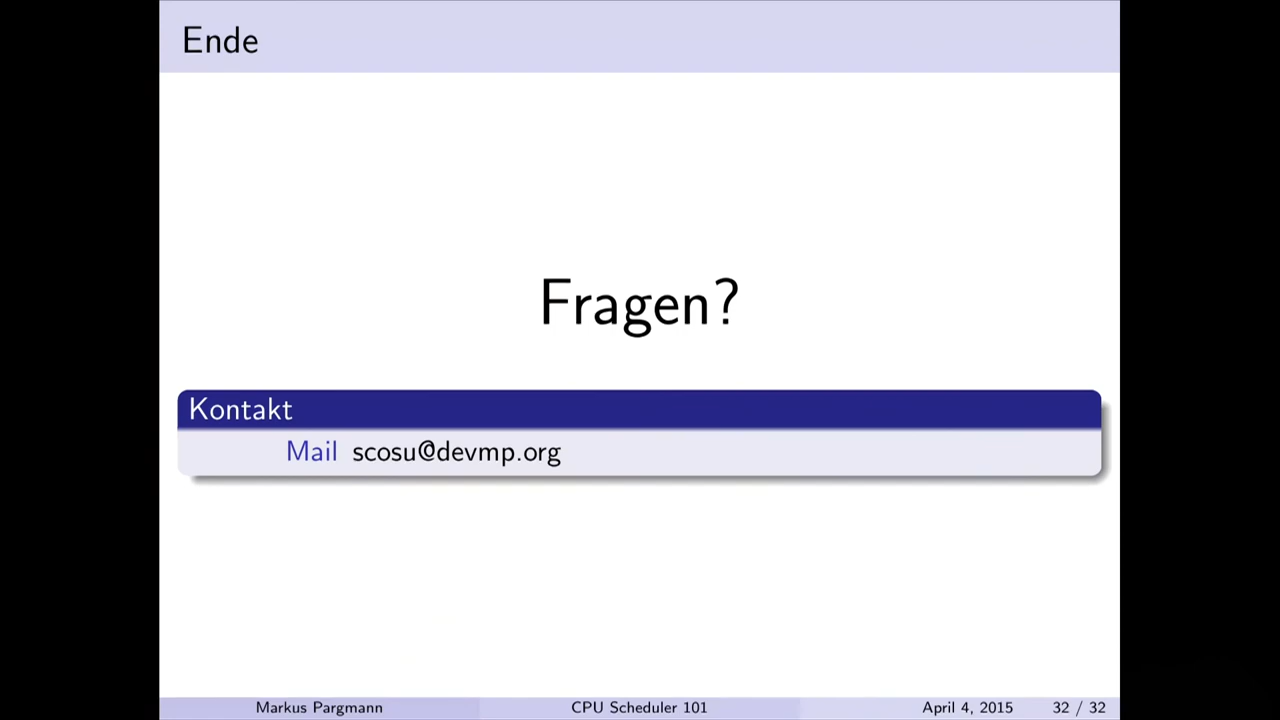 Ende
Fragen?
Kontakt
Mail scosu@devmp.org
Markus Pargmann CPU Scheduler 101 April 4, 2015 32 / 32